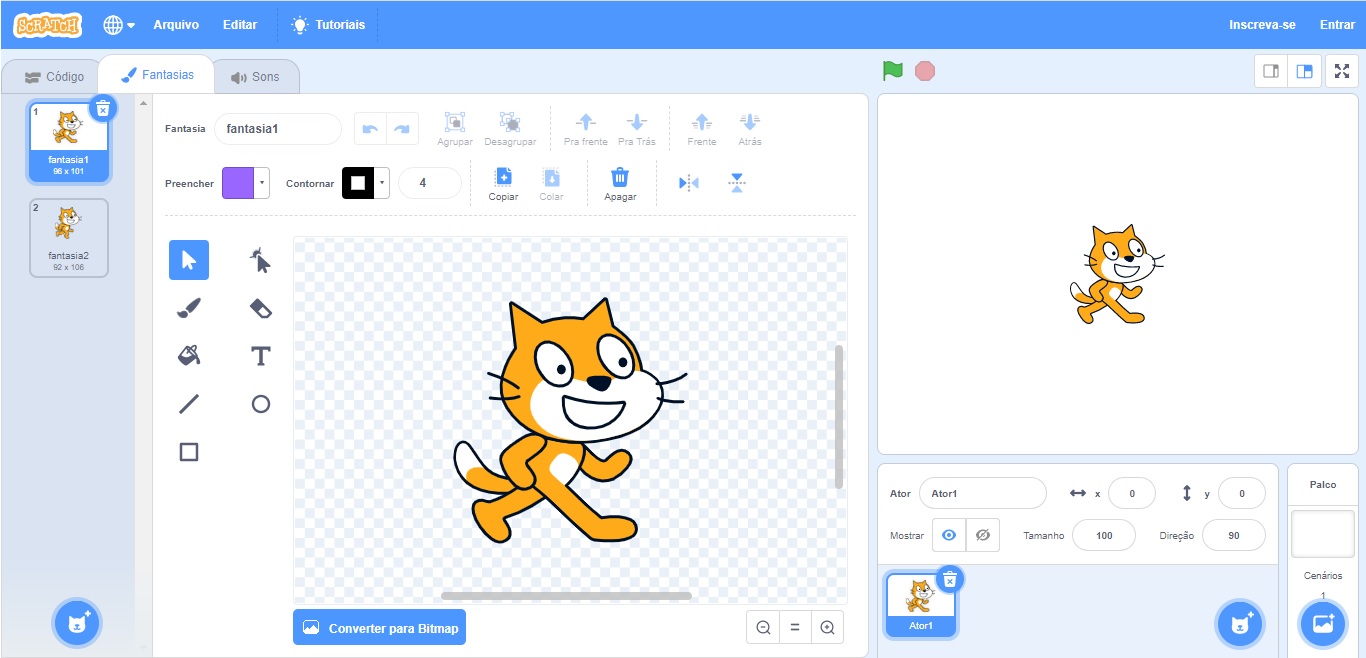 SCRATCH Arquivo Editar Tutoriais Inscreva-se Entrar
Código Fantasias Sons
1
fantasia1
96 x 101
2
fantasia2
92 x 106
Fantasia fantasia1 Agrupar Desagrupar Pra frente Pra Trás Frente Atrás
Preencher Contornar 4 Copiar Colar Apagar
T
Converter para Bitmap
Ator Ator1 x 0 y 0
Mostrar Tamanho 100 Direção 90
Ator1
Palco
Cenários
1